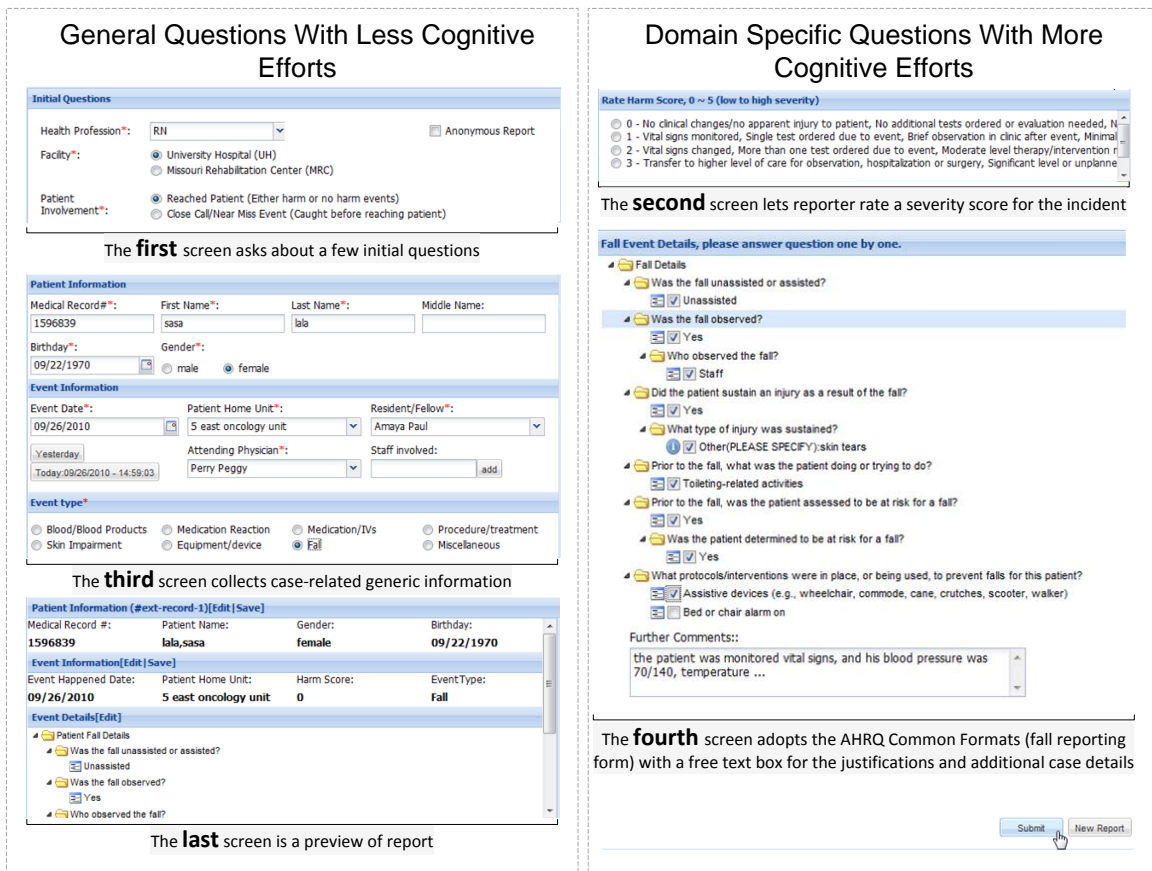 General Questions With Less Cognitive
Efforts
Initial Questions
Health Profession*: RN Anonymous Report
Facility*: University Hospital (UH)
Missouri Rehabilitation Center (MRC)
Patient Involvement*: Reached Patient (Either harm or no harm events)
Close Call/Near Miss Event (Caught before reaching patient)
The first screen asks about a few initial questions
Patient Information
Medical Record#*: First Name*: Last Name*: Middle Name:
1596839 sasa lala
Birthday*: Gender*:
09/22/1970 male female
Event Information
Event Date*: Patient Home Unit*: Resident/Fellow*:
09/26/2010 5 east oncology unit Amaya Paul
Yesterday Attending Physician*: Staff involved:
Today:09/26/2010 - 14:59:03 Perry Peggy add
Event type*
Blood/Blood Products Medication Reaction Medication/IVs Procedure/treatment
Skin Impairment Equipment/device Fall Miscellaneous
The third screen collects case-related generic information
Patient Information (#ext-record-1)[Edit|Save]
Medical Record #: Patient Name: Gender: Birthday:
1596839 lala,sasa female 09/22/1970
Event Information[Edit|Save]
Event Happened Date: Patient Home Unit: Harm Score: EventType:
09/26/2010 5 east oncology unit 0 Fall
Event Details[Edit]
Patient Fall Details
Was the fall unassisted or assisted?
Unassisted
Was the fall observed?
Yes
Who observed the fall?
The last screen is a preview of report
Domain Specific Questions With More
Cognitive Efforts
Rate Harm Score, 0 ~ 5 (low to high severity)
0 - No clinical changes/no apparent injury to patient, No additional tests ordered or evaluation needed, N
1 - Vital signs monitored, Single test ordered due to event, Brief observation in clinic after event, Minimal
2 - Vital signs changed, More than one test ordered due to event, Moderate level therapy/intervention r
3 - Transfer to higher level of care for observation, hospitalization or surgery, Significant level or unplanne
The second screen lets reporter rate a severity score for the incident
Fall Event Details, please answer question one by one.
Fall Details
Was the fall unassisted or assisted?
Unassisted
Was the fall observed?
Yes
Who observed the fall?
Staff
Did the patient sustain an injury as a result of the fall?
Yes
What type of injury was sustained?
Other(PLEASE SPECIFY):skin tears
Prior to the fall, what was the patient doing or trying to do?
Toileting-related activities
Prior to the fall, was the patient assessed to be at risk for a fall?
Yes
Was the patient determined to be at risk for a fall?
Yes
What protocols/interventions were in place, or being used, to prevent falls for this patient?
Assistive devices (e.g., wheelchair, commode, cane, crutches, scooter, walker)
Bed or chair alarm on
Further Comments::
the patient was monitored vital signs, and his blood pressure was
70/140, temperature ...
The fourth screen adopts the AHRQ Common Formats (fall reporting
form) with a free text box for the justifications and additional case details
Submit New Report